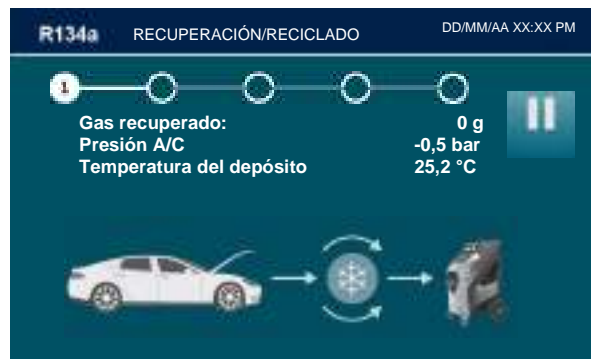 R134a RECUPERACIÓN/RECICLADO DD/MM/AA XX:XX PM
1
Gas recuperado: 0 g
Presión A/C -0,5 bar
Temperatura del depósito 25,2 °C